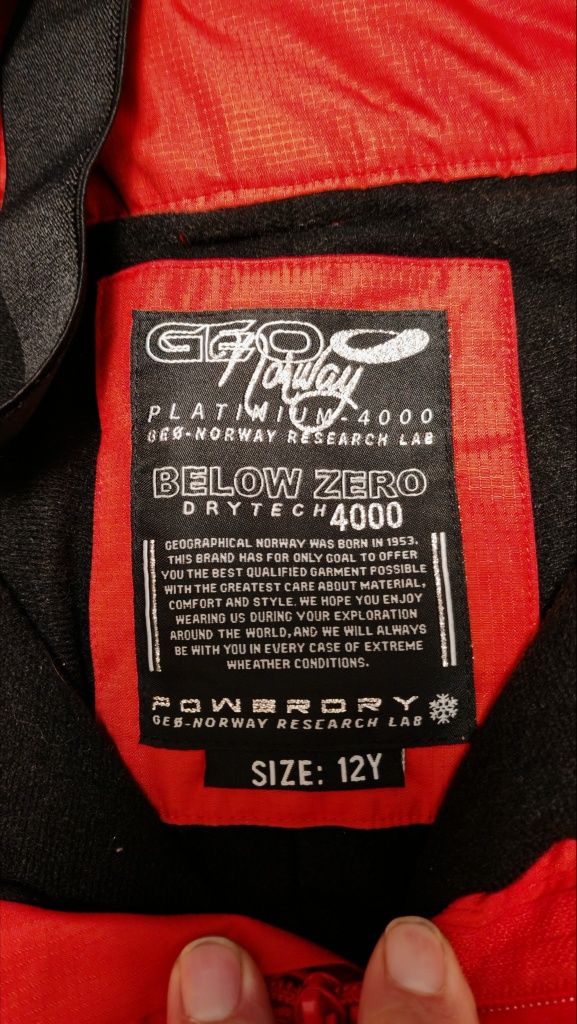 GEO
Norway
PLATINIUM-4000
GEØ-NORWAY RESEARCH LAB
BELOW ZERO
DRYTECH 4000
GEOGRAPHICAL NORWAY WAS BORN IN 1953.
THIS BRAND HAS FOR ONLY GOAL TO OFFER
YOU THE BEST QUALIFIED GARMENT POSSIBLE
WITH THE GREATEST CARE ABOUT MATERIAL,
COMFORT AND STYLE. WE HOPE YOU ENJOY
WEARING US DURING YOUR EXPLORATION
AROUND THE WORLD, AND WE WILL ALWAYS
BE WITH YOU IN EVERY CASE OF EXTREME
WHEATHER CONDITIONS.
POWERDRY
GEØ-NORWAY RESEARCH LAB
SIZE: 12Y